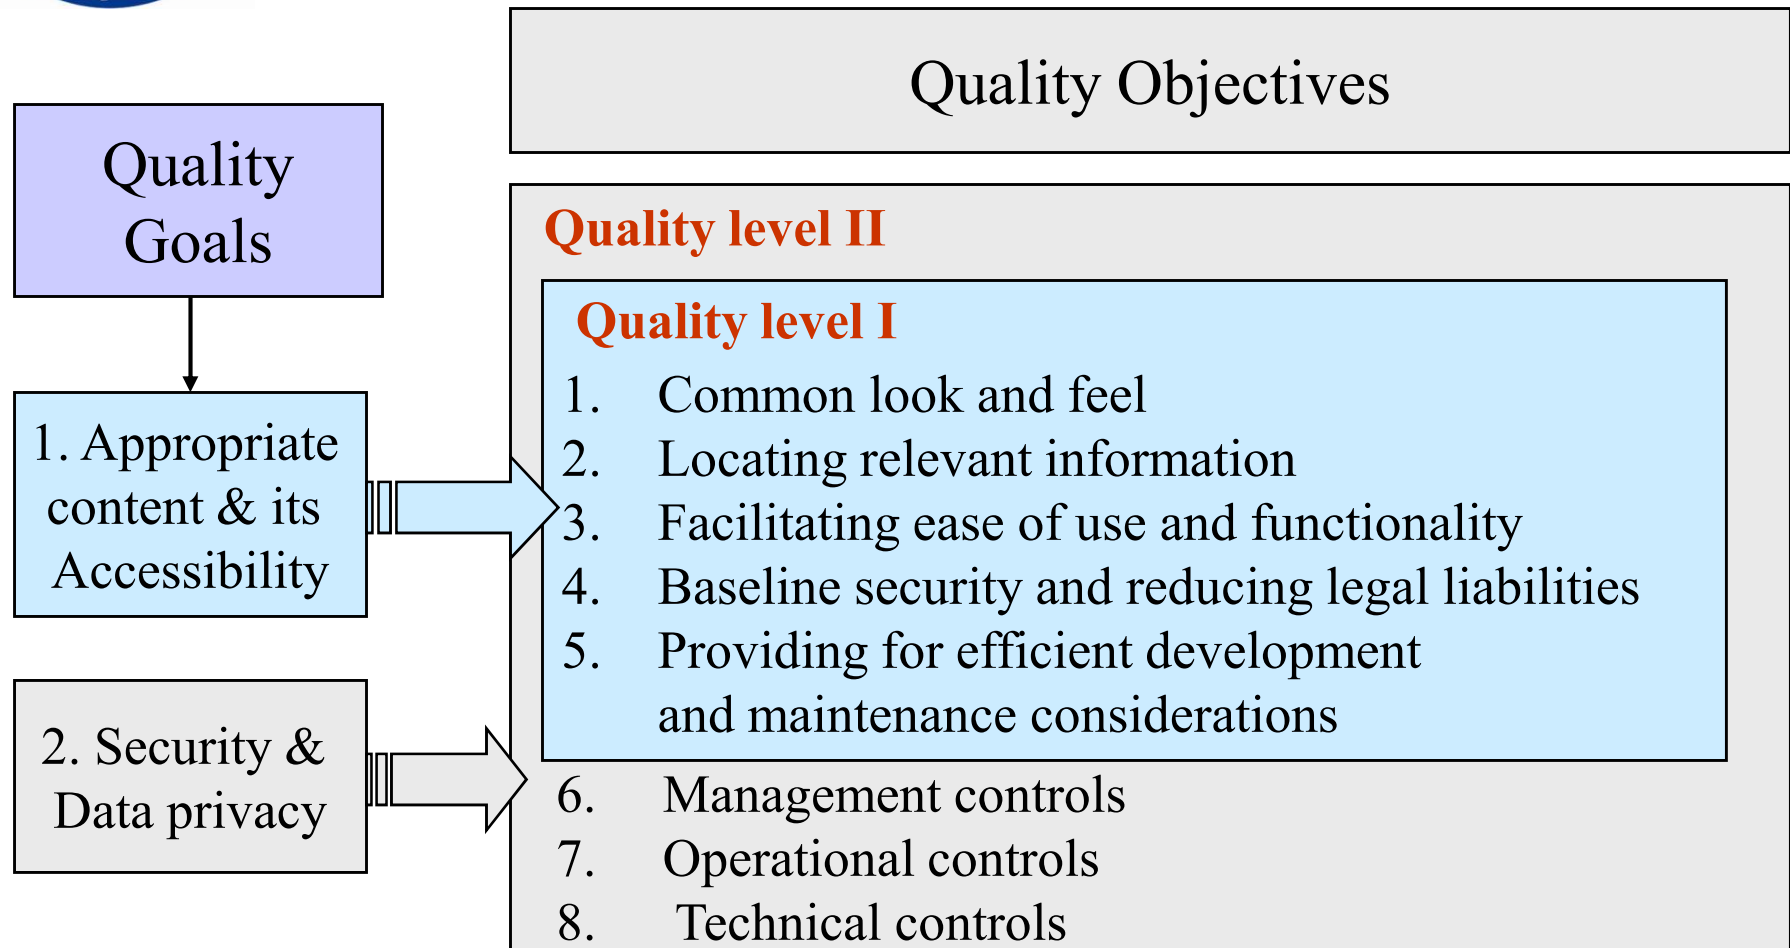 Quality Objectives
Quality
Goals
1. Appropriate
content & its
Accessibility
2. Security &
Data privacy
Quality level II
Quality level I
1. Common look and feel
2. Locating relevant information
3. Facilitating ease of use and functionality
4. Baseline security and reducing legal liabilities
5. Providing for efficient development
and maintenance considerations
6. Management controls
7. Operational controls
8. Technical controls